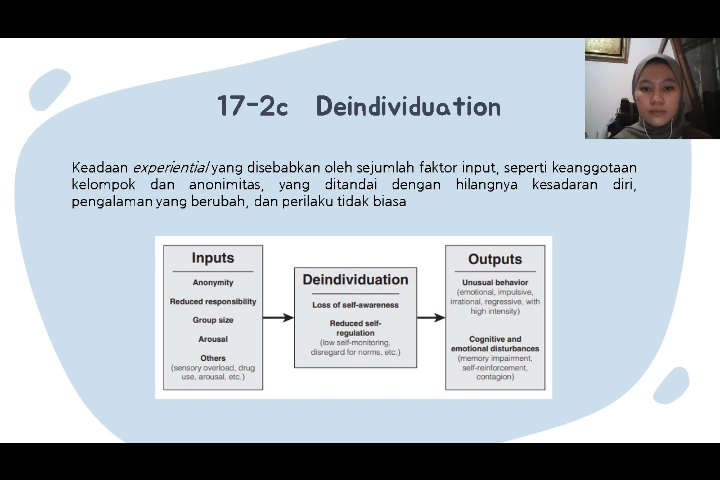 17-2c Deindividuation
Keadaan experiential yang disebabkan oleh sejumlah faktor input, seperti keanggotaan
kelompok dan anonimitas, yang ditandai dengan hilangnya kesadaran diri,
pengalaman yang berubah, dan perilaku tidak biasa
Inputs
Anonymity
Reduced responsibility
Group size
Arousal
Others
(sensory overload, drug
use, arousal, etc.)
Deindividuation
Loss of self-awareness
Reduced self-
regulation
(low self-monitoring,
disregard for norms, etc.)
Outputs
Unusual behavior
(emotional, impulsive,
irrational, regressive, with
high intensity)
Cognitive and
emotional disturbances
(memory impairment,
self-reinforcement,
contagion)